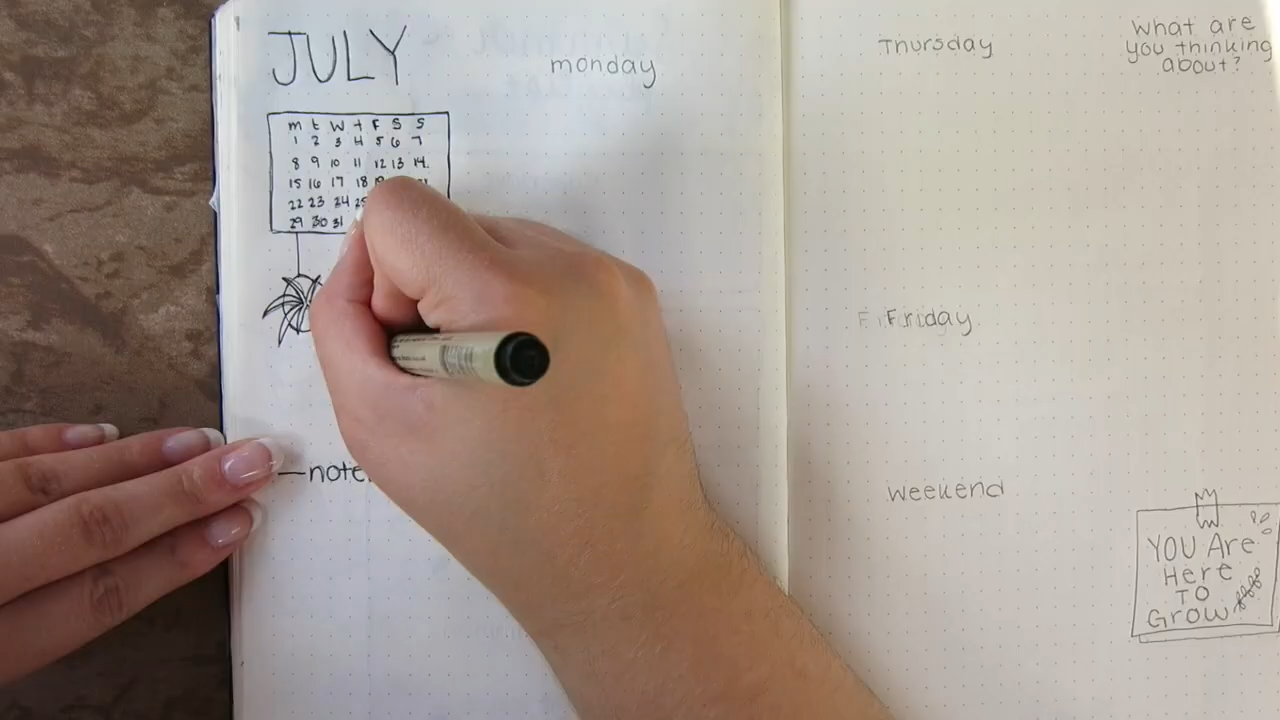 JULY
m t W t F S S
1 2 3 4 5 6 7
8 9 10 11 12 13 14
15 16 17 18
22 23 24
29 30 31
monday
Thursday
Friday
weekend
What are
you thinking
about?
YOU Are
Here
TO
Grow